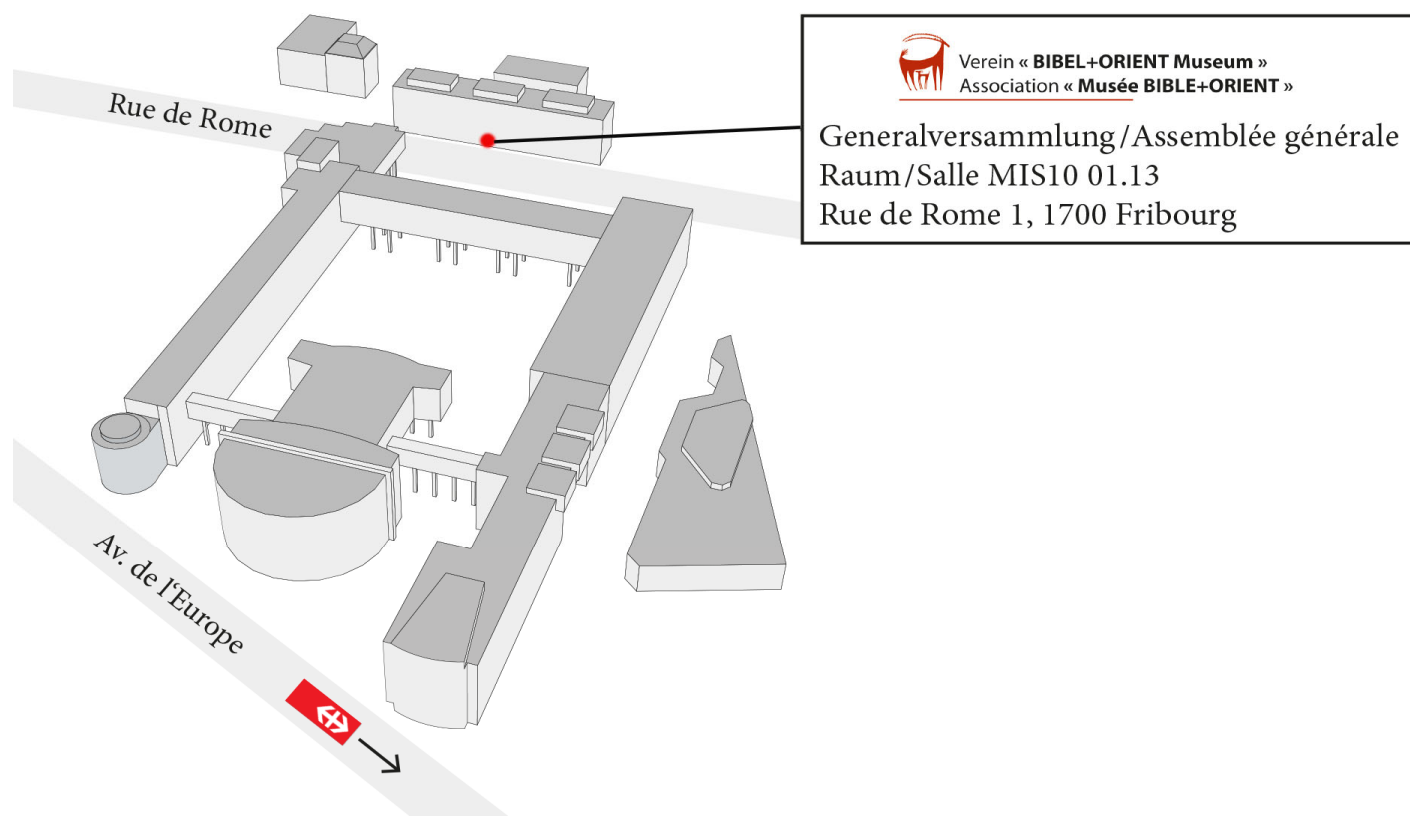 Verein « BIBEL+ORIENT Museum »
Association « Musée BIBLE+ORIENT »
Generalversammlung/Assemblée générale
Raum/Salle MIS10 01.13
Rue de Rome 1, 1700 Fribourg
Rue de Rome
Av. de l‘Europe